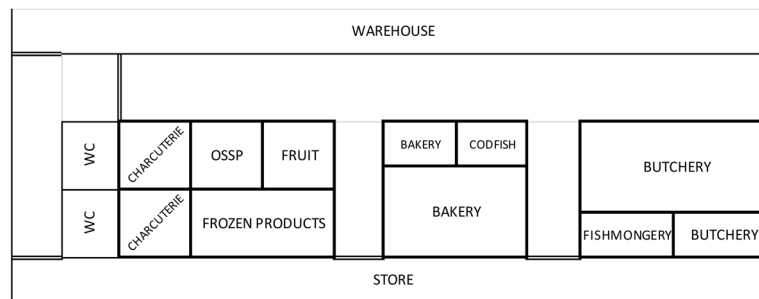 WAREHOUSE
WC
CHARCUTERIE
OSSP
FRUIT
BAKERY
CODFISH
BUTCHERY
WC
CHARCUTERIE
FROZEN PRODUCTS
BAKERY
FISHMONGERY
BUTCHERY
STORE